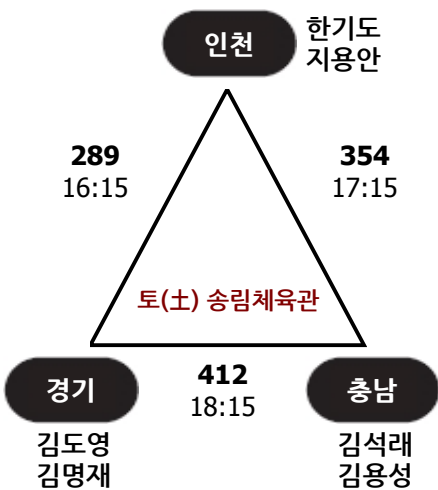 인천
한기도
지용안
289
16:15
354
17:15
토(土) 송림체육관
경기
412
18:15
충남
김도영
김명재
김석래
김용성